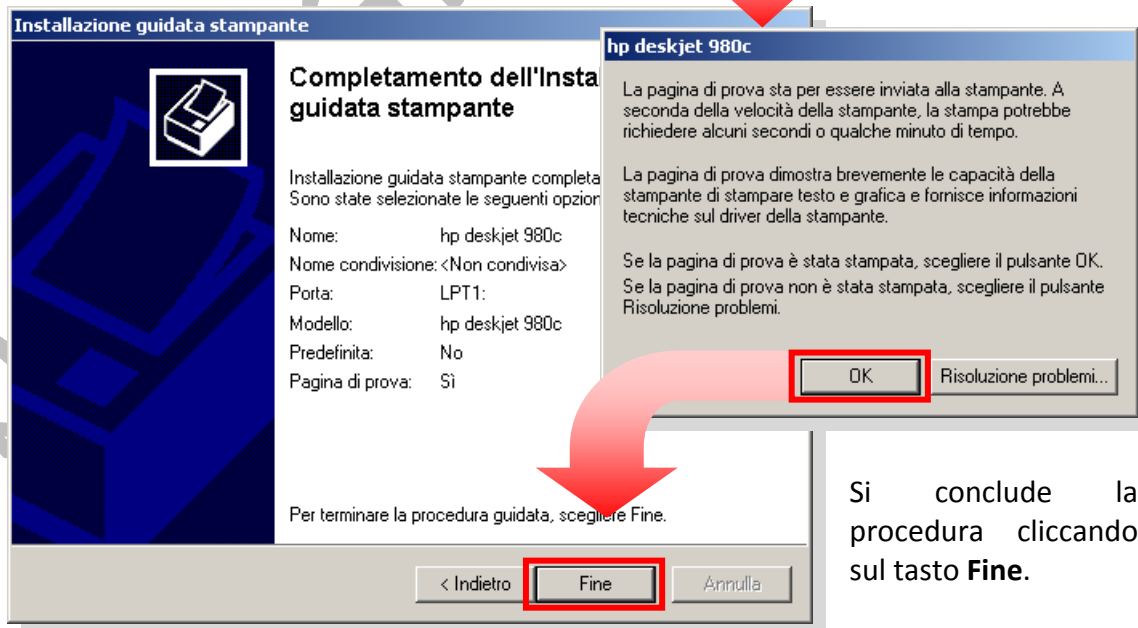 Installazione guidata stampante
Completamento dell'Insta
guidata stampante
Installazione guidata stampante completa
Sono state selezionate le seguenti opzion
Nome: hp deskjet 980c
Nome condivisione: <Non condivisa>
Porta: LPT1:
Modello: hp deskjet 980c
Predefinita: No
Pagina di prova: Sì
Per terminare la procedura guidata, scegliere Fine.
< Indietro Fine Annulla
hp deskjet 980c
La pagina di prova sta per essere inviata alla stampante. A
seconda della velocità della stampante, la stampa potrebbe
richiedere alcuni secondi o qualche minuto di tempo.
La pagina di prova dimostra brevemente le capacità della
stampante di stampare testo e grafica e fornisce informazioni
tecniche sul driver della stampante.
Se la pagina di prova è stata stampata, scegliere il pulsante OK.
Se la pagina di prova non è stata stampata, scegliere il pulsante
Risoluzione problemi.
OK Risoluzione problemi...
Si conclude la
procedura cliccando
sul tasto Fine.